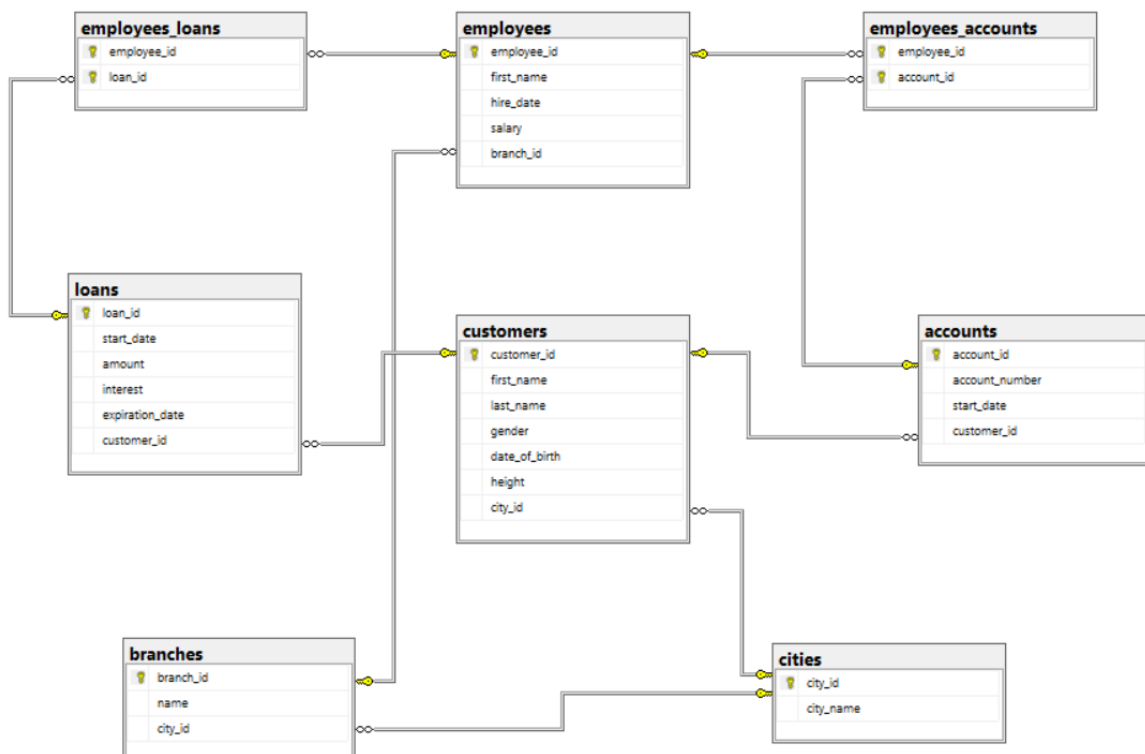 employees_loans
employee_id
loan_id
employees
employee_id
first_name
hire_date
salary
branch_id
employees_accounts
employee_id
account_id
loans
loan_id
start_date
amount
interest
expiration_date
customer_id
customers
customer_id
first_name
last_name
gender
date_of_birth
height
city_id
accounts
account_id
account_number
start_date
customer_id
branches
branch_id
name
city_id
cities
city_id
city_name